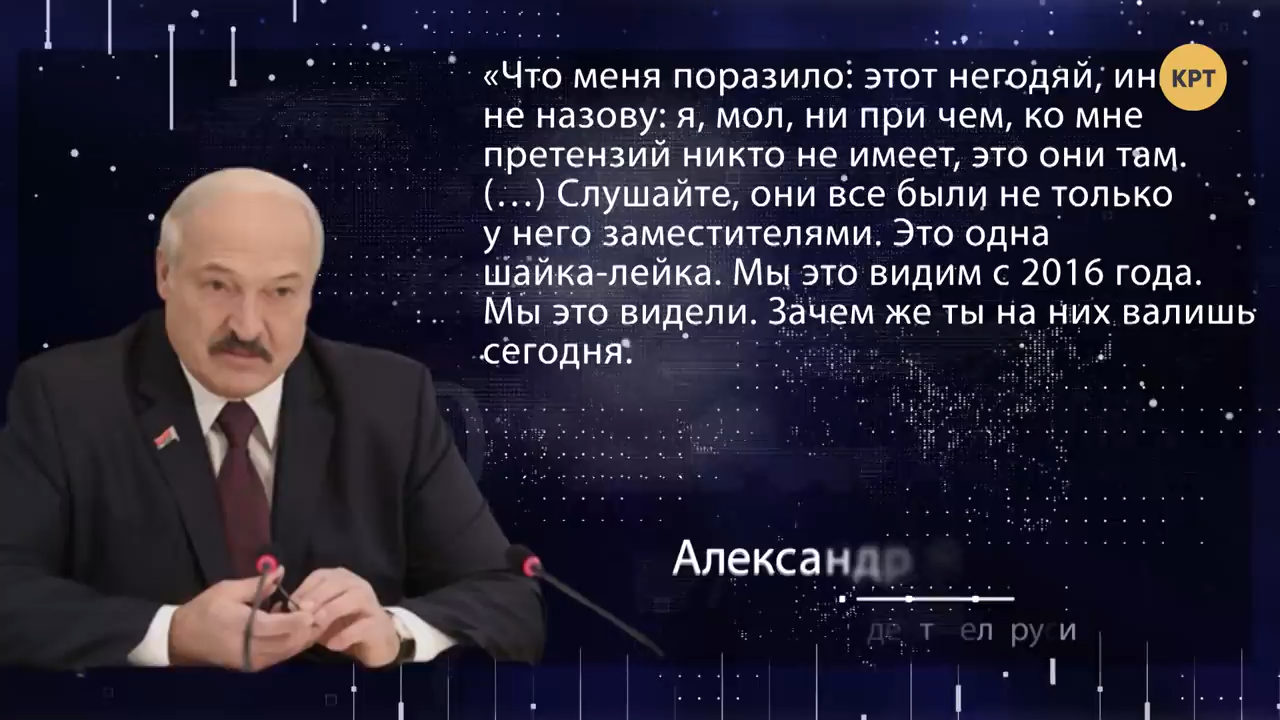 «Что меня поразило: этот негодяй, ин
КРТ
не назову: я, мол, ни при чем, ко мне
претензий никто не имеет, это они там.
(…) Слушайте, они все были не только
у него заместителями. Это одна
шайка-лейка. Мы это видим с 2016 года.
Мы это видели. Зачем же ты на них валишь
сегодня.
Александр